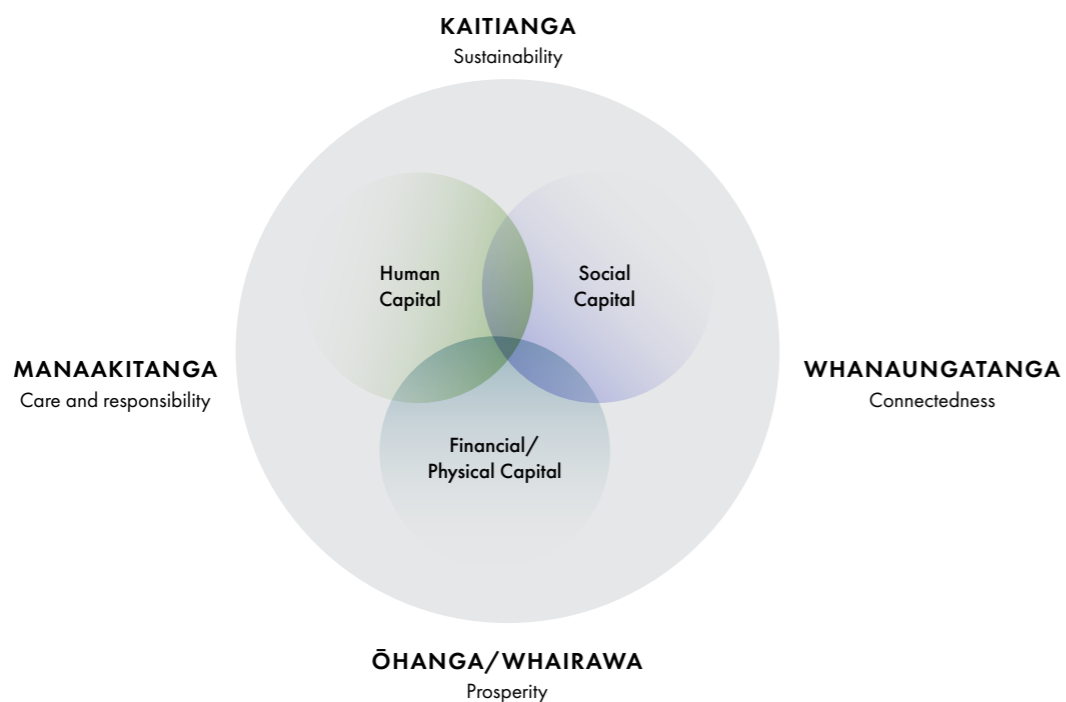 KAITIANGA
Sustainability
Human
Capital
Social
Capital
MANAAKITANGA
Care and responsibility
WHANAUNGATANGA
Connectedness
Financial/
Physical Capital
ŌHANGA/WHAIRAWA
Prosperity